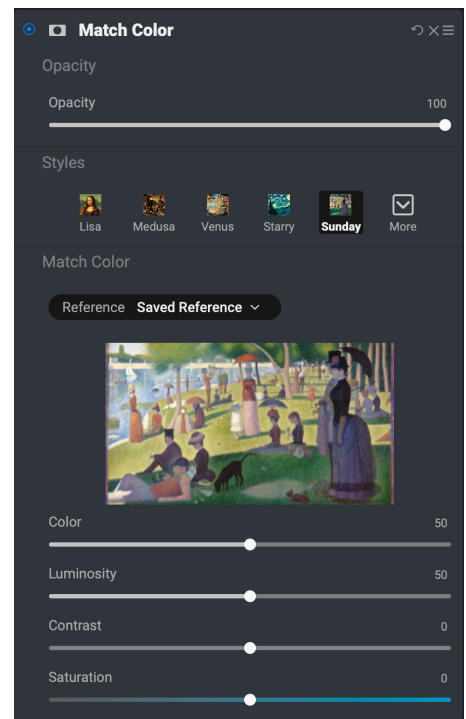 Match Color
Opacity
Opacity 100
Styles
Lisa Medusa Venus Starry Sunday More
Match Color
Reference Saved Reference
Color 50
Luminosity 50
Contrast 0
Saturation 0